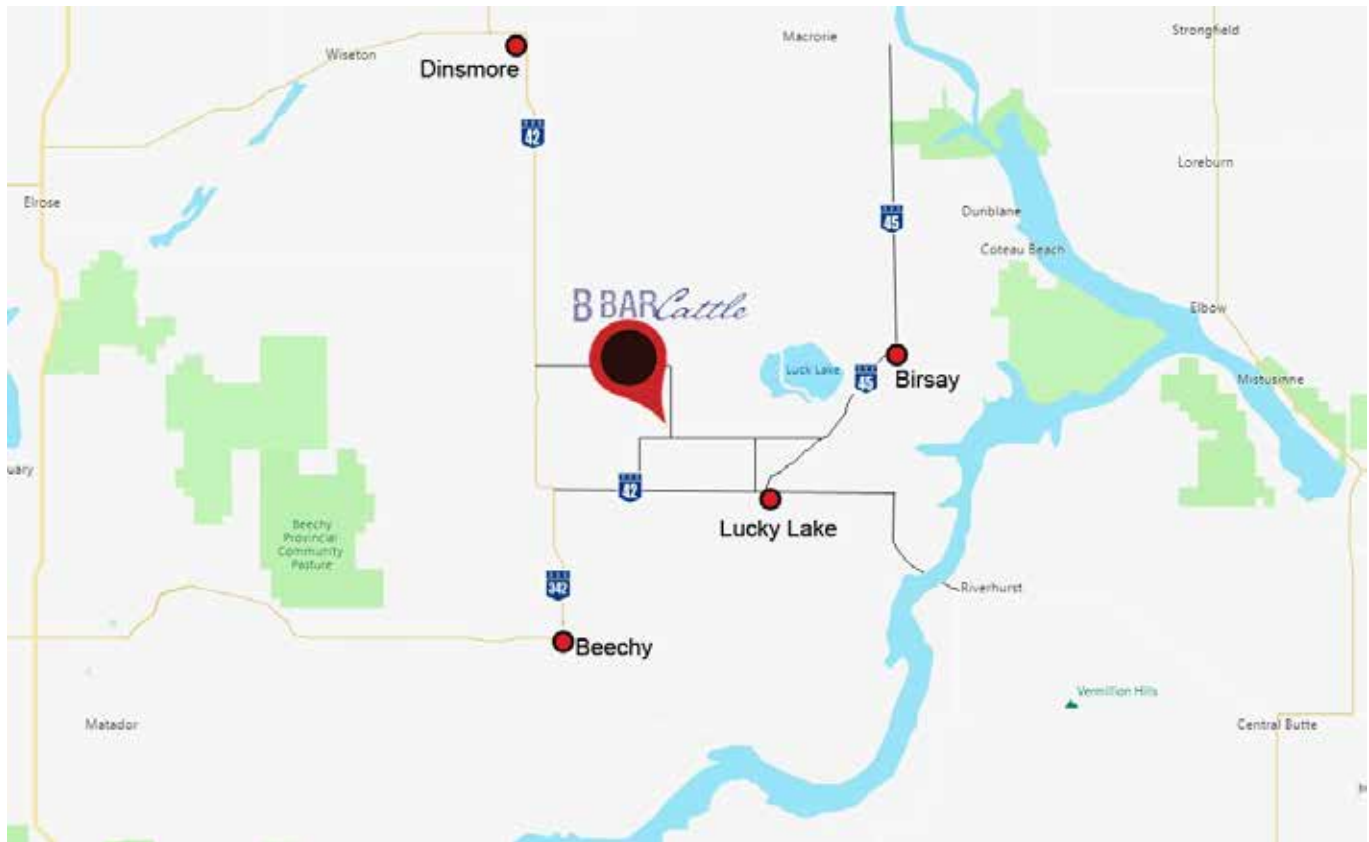 Strongfield
Macrorie
Wiseton
Dinsmore
42
Loreburn
Elrose
45
Dunblane
Coteau Beach
B BAR Cattle
Elbow
Luck Lake
45
Birsay
Mistusinne
uary
42
Lucky Lake
Beechy
Provincial
Community
Pasture
342
Riverhurst
Beechy
Vermillion Hills
Matador
Central Butte